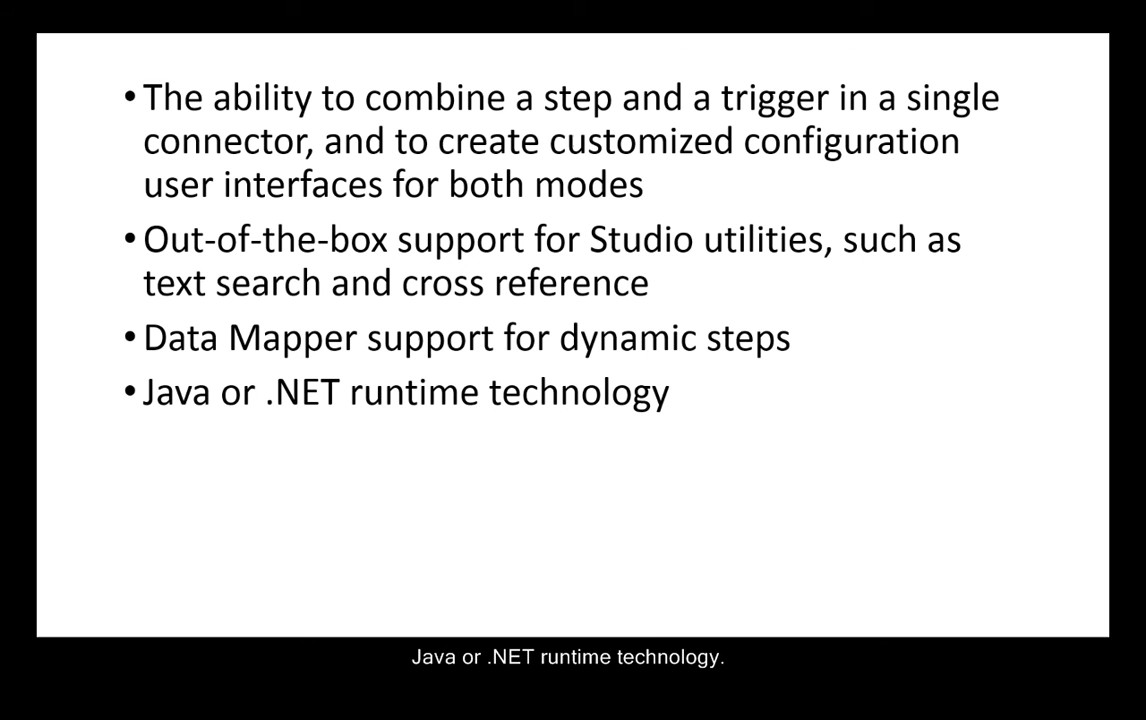 • The ability to combine a step and a trigger in a single
connector, and to create customized configuration
user interfaces for both modes
• Out-of-the-box support for Studio utilities, such as
text search and cross reference
• Data Mapper support for dynamic steps
• Java or .NET runtime technology
Java or .NET runtime technology.